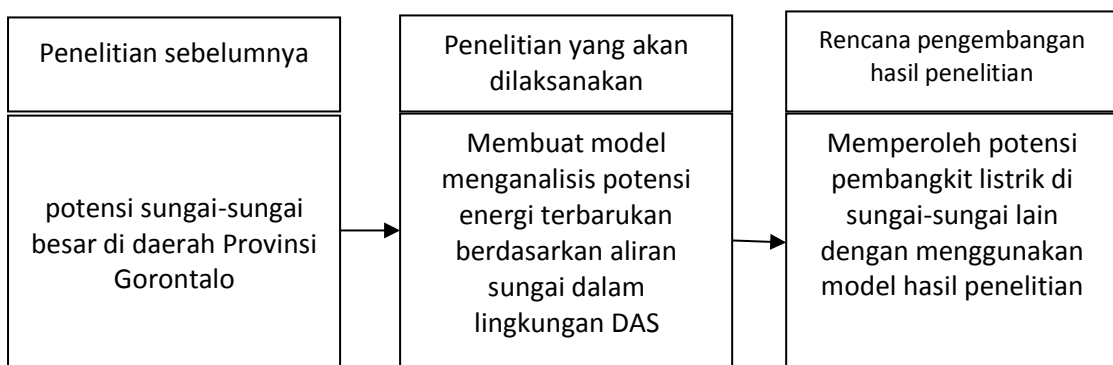 Penelitian sebelumnya
potensi sungai-sungai
besar di daerah Provinsi
Gorontalo
Penelitian yang akan
dilaksanakan
Membuat model
menganalisis potensi
energi terbarukan
berdasarkan aliran
sungai dalam
lingkungan DAS
Rencana pengembangan
hasil penelitian
Memperoleh potensi
pembangkit listrik di
sungai-sungai lain
dengan menggunakan
model hasil penelitian